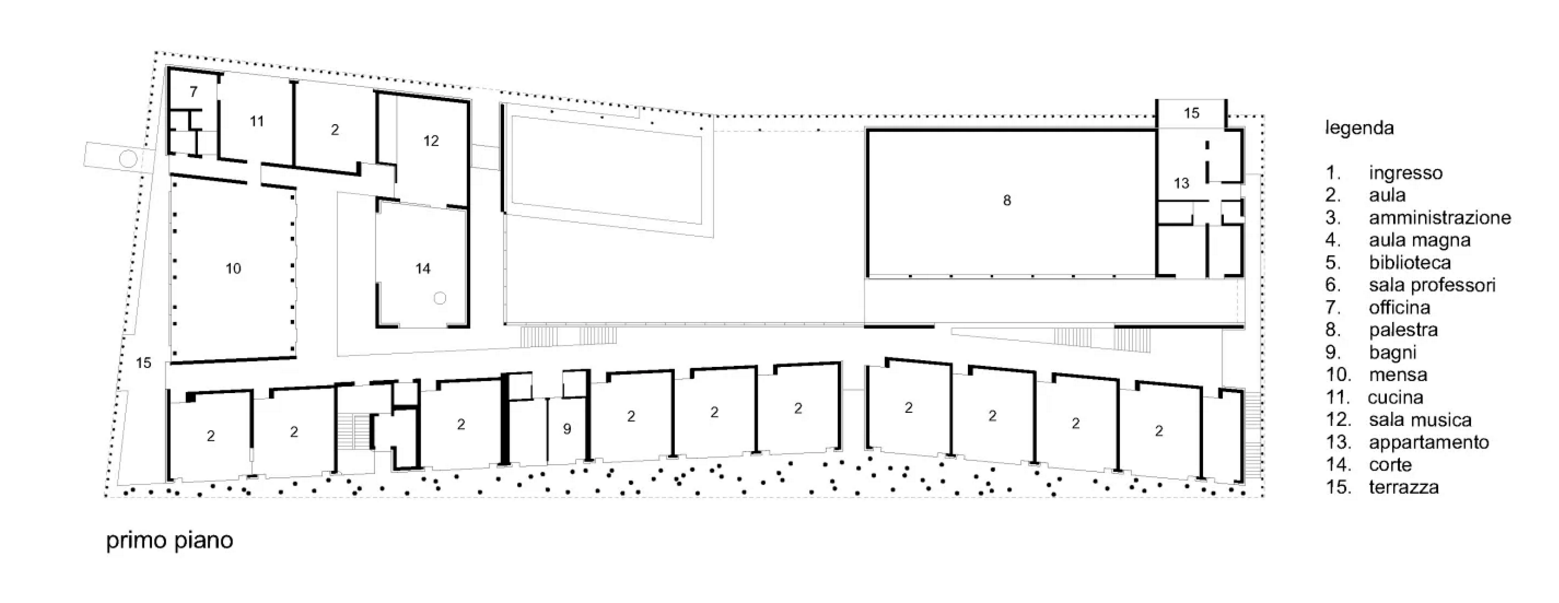 15
7
11
2
12
8
13
10
14
15
2
2
2
9
2
2
2
2
2
2
2
legenda
1. ingresso
2. aula
3. amministrazione
4. aula magna
5. biblioteca
6. sala professori
7. officina
8. palestra
9. bagni
10. mensa
11. cucina
12. sala musica
13. appartamento
14. corte
15. terrazza
primo piano